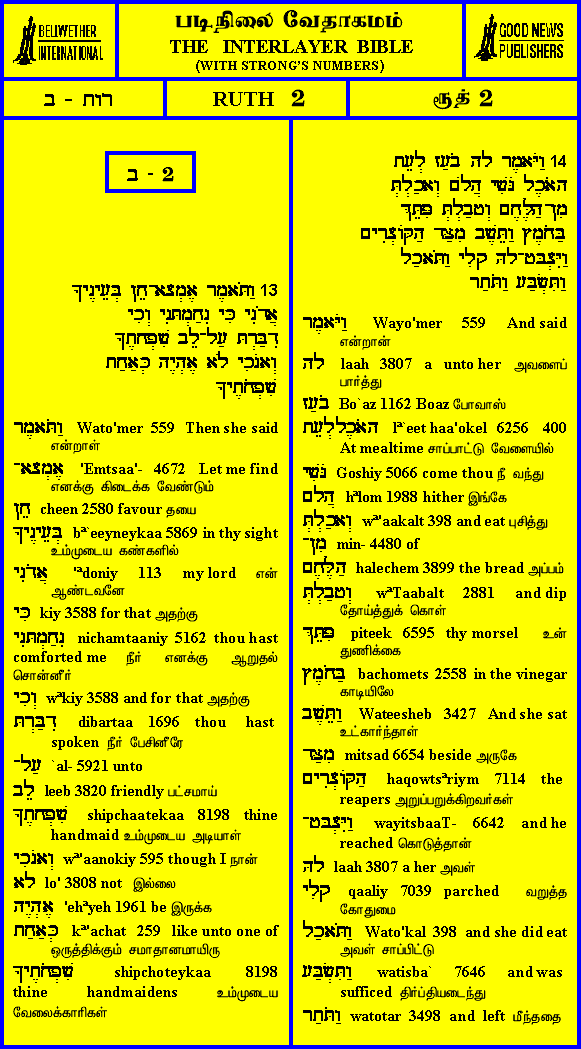 BELLWETHER
INTERNATIONAL
படிநிலை வேதாகமம்
THE INTERLAYER BIBLE
(WITH STRONG'S NUMBERS)
GOOD NEWS
PUBLISHERS
רות - ב
RUTH 2
ரூத் 2
ב - 2
13 וַתֹּאמֶר אֶמְצָא־חֵן בְּעֵינֶיךָ
אֲדֹנִי כִּי נִחַמְתָּנִי וְכִי
דִבַּרְתָּ עַל־לֵב שִׁפְחָתֶךָ
וְאָנֹכִי לֹא אֶהְיֶה כְּאַחַת
שִׁפְחֹתֶיךָ
וַתֹּאמֶר Wato'mer 559 Then she said
என்றாள்
אֶמְצָא־ 'Emtsaa'- 4672 Let me find
எனக்கு கிடைக்க வேண்டும்
חֵן cheen 2580 favour தயை
בְּעֵינֶיךָ bª`eeyneykaa 5869 in thy sight
உம்முடைய கண்களில்
אֲדֹנִי 'ªdoniy 113 my lord என்
ஆண்டவனே
כִּי kiy 3588 for that அதற்கு
נִחַמְתָּנִי nichamtaaniy 5162 thou hast
comforted me நீர் எனக்கு ஆறுதல்
சொன்னீர்
וְכִי wªkiy 3588 and for that அதற்கு
דִבַּרְתָּ dibartaa 1696 thou hast
spoken நீர் பேசினீரே
עַל־ `al- 5921 unto
לֵב leeb 3820 friendly பட்சமாய்
שִׁפְחָתֶךָ shipchaatekaa 8198 thine
handmaid உம்முடைய அடியாள்
וְאָנֹכִי wª'aanokiy 595 though I நான்
לֹא lo' 3808 not இல்லை
אֶהְיֶה 'ehªyeh 1961 be இருக்க
כְּאַחַת kª'achat 259 like unto one of
ஒருத்திக்கும் சமாதானமாயிரு
שִׁפְחֹתֶיךָ shipchoteykaa 8198
thine handmaidens உம்முடைய
வேலைக்காரிகள்
14 וַיֹּאמֶר לָה בֹעַז לְעֵת
הָאֹכֶל גֹּשִׁי הֲלֹם וְאָכַלְתְּ
מִן־הַלֶּחֶם וְטָבַלְתְּ פִּתֵּךְ
בַּחֹמֶץ וַתֵּשֶׁב מִצַּד הַקּוֹצְרִים
וַיִּצְבָּט־לָהּ קָלִי וַתֹּאכַל
וַתִּשְׂבַּע וַתֹּתַר
וַיֹּאמֶר Wayo'mer 559 And said
என்றான்
לָה laah 3807 a unto her அவளைப்
பார்த்து
בֹעַז Bo`az 1162 Boaz போவாஸ்
הָאֹכֶללְעֵת lª`eet haa'okel 6256 400
At mealtime சாப்பாட்டு வேளையில்
גֹּשִׁי Goshiy 5066 come thou நீ வந்து
הֲלֹם hªlom 1988 hither இங்கே
וְאָכַלְתְּ wª'aakalt 398 and eat புசித்து
מִן־ min- 4480 of
הַלֶּחֶם halechem 3899 the bread அப்பம்
וְטָבַלְתְּ wªTaabalt 2881 and dip
தோய்த்துக் கொள்
פִּתֵּךְ piteek 6595 thy morsel உன்
துணிக்கை
בַּחֹמֶץ bachomets 2558 in the vinegar
காடியிலே
וַתֵּשֶׁב Wateesheb 3427 And she sat
உட்கார்ந்தாள்
מִצַּד mitsad 6654 beside அருகே
הַקּוֹצְרִים haqowtsªriym 7114 the
reapers அறுப்பறுக்கிறவர்கள்
וַיִּצְבָּט־ wayitsbaaT- 6642 and he
reached கொடுத்தான்
לָהּ laah 3807 a her அவள்
קָלִי qaaliy 7039 parched வறுத்த
கோதுமை
וַתֹּאכַל Wato'kal 398 and she did eat
அவள் சாப்பிட்டு
וַתִּשְׂבַּע watisba` 7646 and was
sufficed திர்ப்தியடைந்து
וַתֹּתַר watotar 3498 and left மீந்ததை